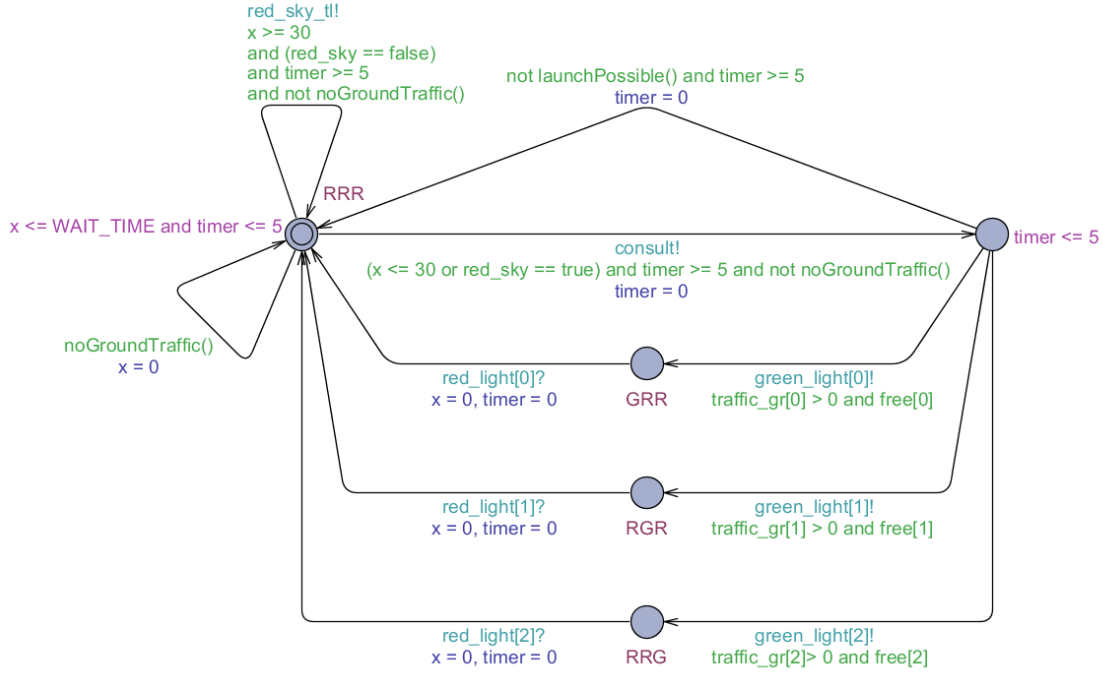 red_sky_tl!
x >= 30
and (red_sky == false)
and timer >= 5
and not noGroundTraffic()
not launchPossible() and timer >= 5
timer = 0
RRR
x <= WAIT_TIME and timer <= 5
timer <= 5
consult!
(x <= 30 or red_sky == true) and timer >= 5 and not noGroundTraffic()
timer = 0
noGroundTraffic()
x = 0
red_light[0]?
x = 0, timer = 0
GRR
green_light[0]!
traffic_gr[0] > 0 and free[0]
red_light[1]?
x = 0, timer = 0
RGR
green_light[1]!
traffic_gr[1] > 0 and free[1]
red_light[2]?
x = 0, timer = 0
RRG
green_light[2]!
traffic_gr[2]> 0 and free[2]